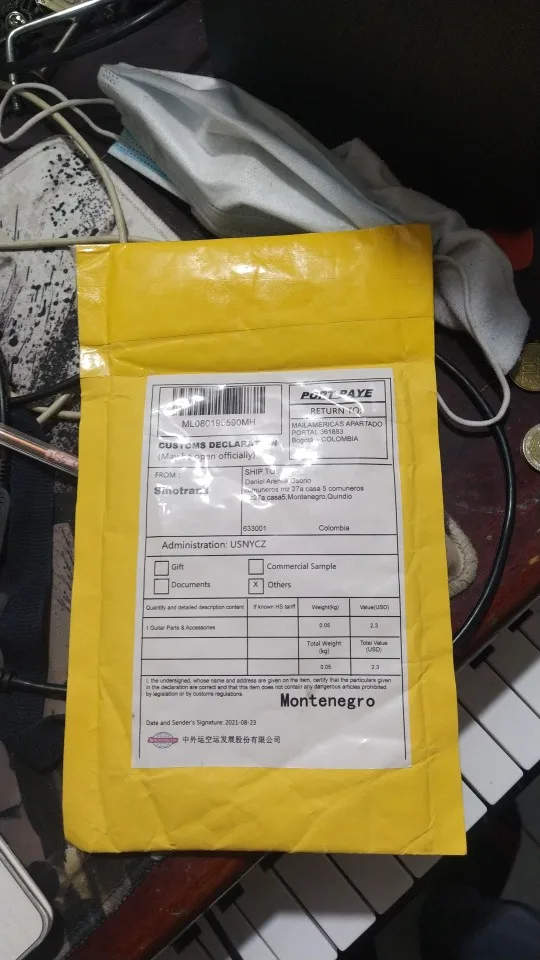 PORT PAYE
ML080190590MH
RETURN TO:
MAILAMERICAS APARTADO
PORTAL 361883
Bogota - COLOMBIA
CUSTOMS DECLARATION
(May be open officially)
FROM:
Smotrans
SHIP TO:
Daniel Arenas Osorio
comuneros mz 27a casa 5 comuneros
mz27a casa5,Montenegro,Quindio
633001 Colombia
Administration: USNYCZ
Gift
Commercial Sample
Documents
X Others
Quantity and detailed description content If known HS tariff Weight(kg) Value(USD)
1 Guitar Parts & Accessories 0.05 2.3
Total Weight (kg) Total Value (USD)
0.05 2.3
I, the undersigned, whose name and address are given on the item, certify that the particulars given
in the declaration are correct and that this item does not contain any dangerous articles prohibited
by legislation or by customs regulations.
Montenegro
Date and Sender's Signature: 2021-08-23
中外运空运发展股份有限公司